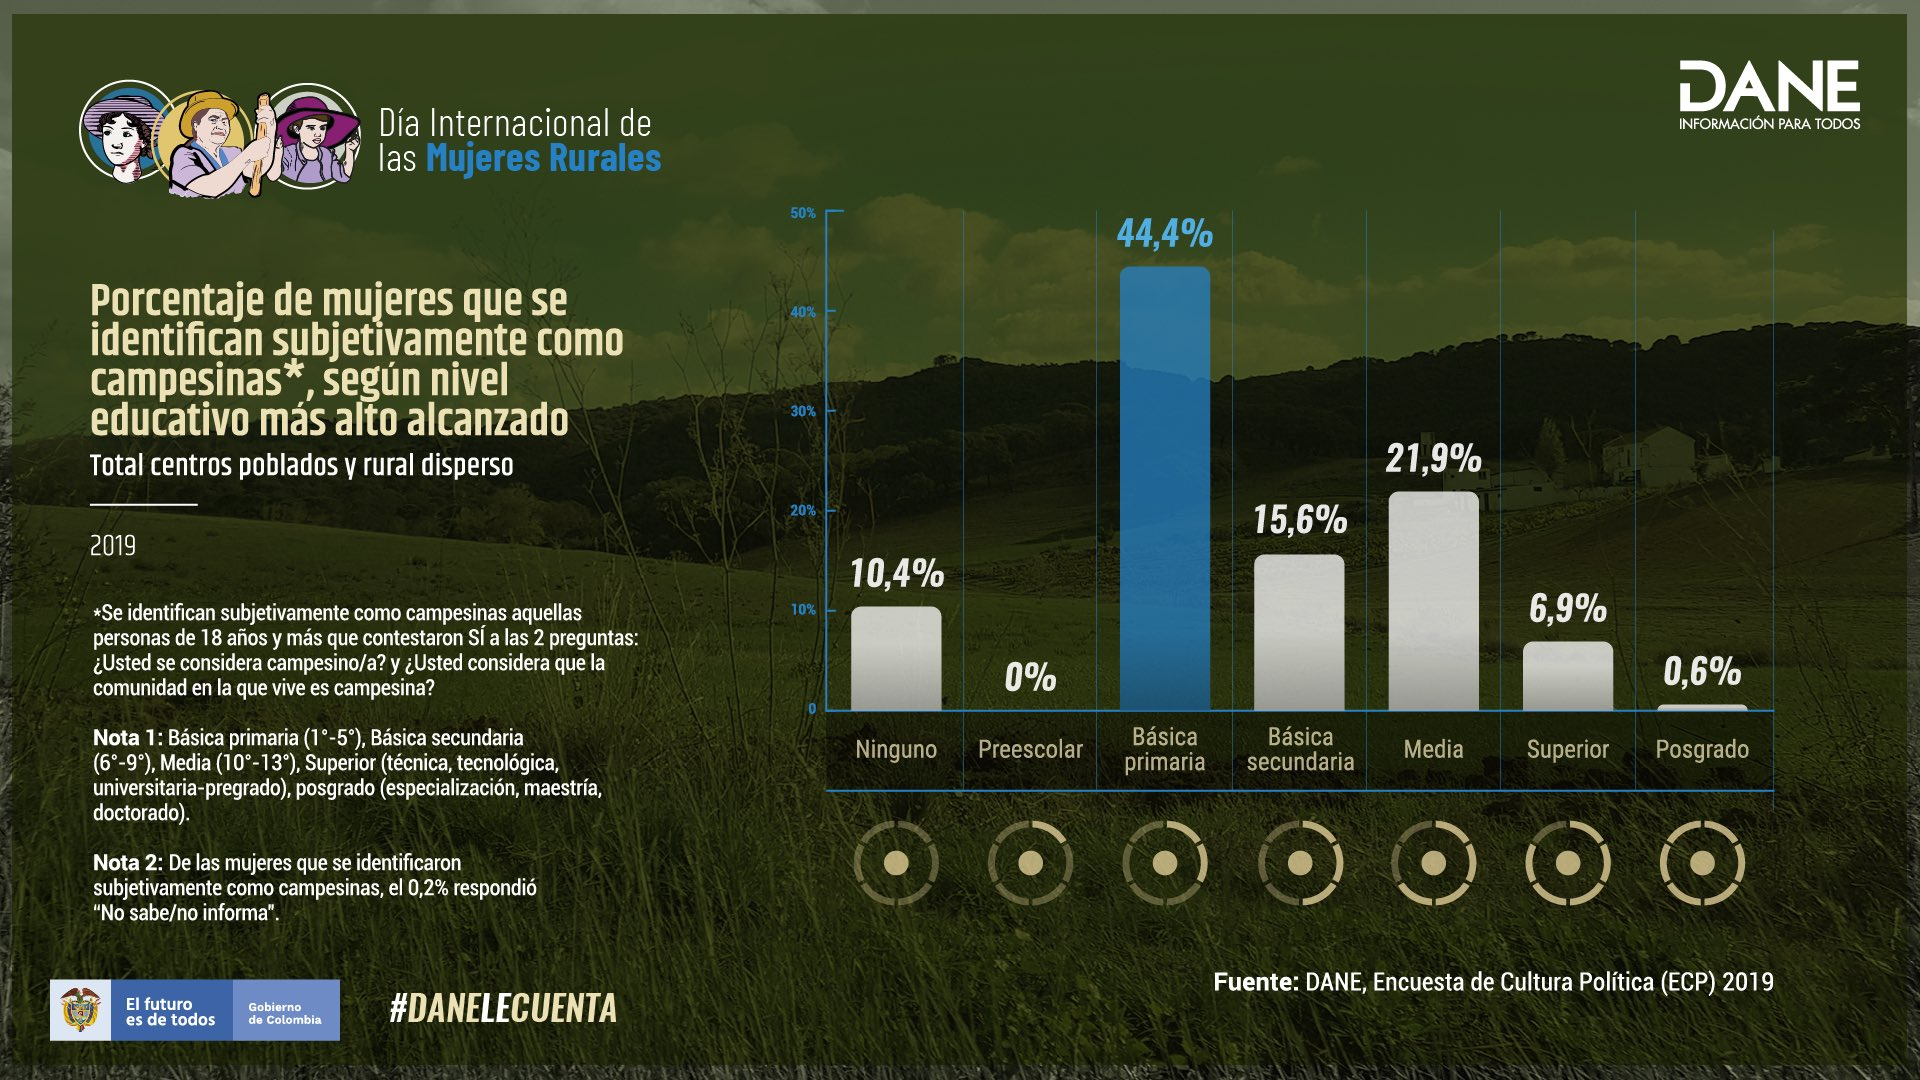 Día Internacional de
las Mujeres Rurales
DANE
INFORMACIÓN PARA TODOS
Porcentaje de mujeres que se
identifican subjetivamente como
campesinas*, según nivel
educativo más alto alcanzado
Total centros poblados y rural disperso
2019
*Se identifican subjetivamente como campesinas aquellas
personas de 18 años y más que contestaron SÍ a las 2 preguntas:
¿Usted se considera campesino/a? y ¿Usted considera que la
comunidad en la que vive es campesina?
Nota 1: Básica primaria (1°-5°), Básica secundaria
(6°-9°), Media (10°-13°), Superior (técnica, tecnológica,
universitaria-pregrado), posgrado (especialización, maestría,
doctorado).
Nota 2: De las mujeres que se identificaron
subjetivamente como campesinas, el 0,2% respondió
“No sabe/no informa".
50%
40%
30%
20%
10%
0
10,4%
0%
44,4%
15,6%
21,9%
6,9%
0,6%
Ninguno
Preescolar
Básica
primaria
Básica
secundaria
Media
Superior
Posgrado
Fuente: DANE, Encuesta de Cultura Política (ECP) 2019
El futuro
es de todos
Gobierno
de Colombia
#DANELECUENTA